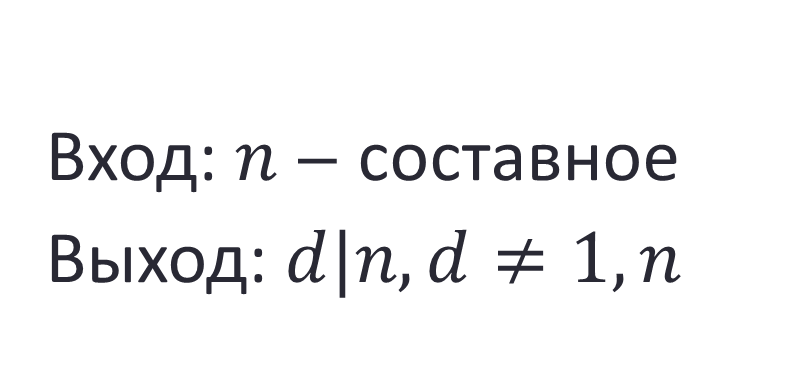 Вход: n − составное
Выход: d|n, d ≠ 1, n